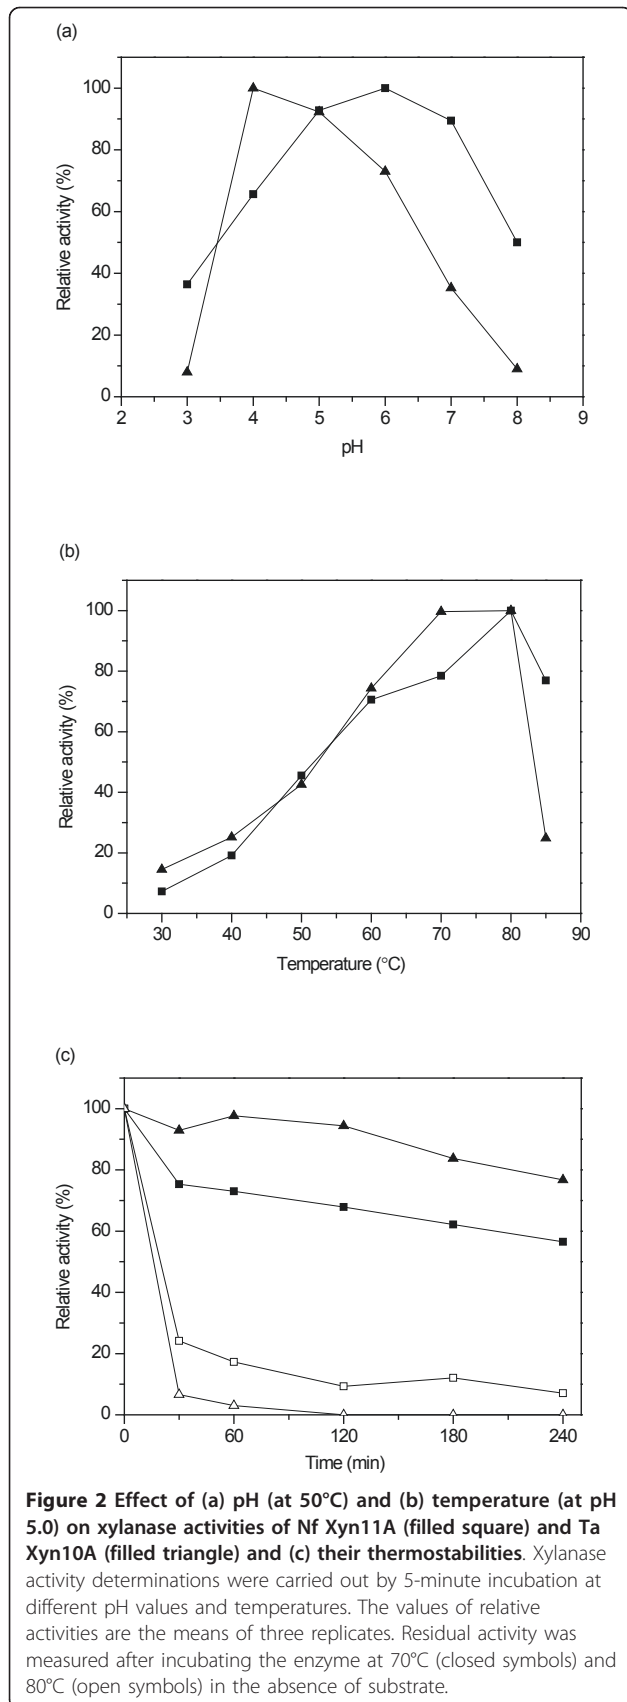 (a)
100
80
60
40
20
0
Relative activity (%)
2 3 4 5 6 7 8 9
pH
(b)
100
80
60
40
20
0
Relative activity (%)
30 40 50 60 70 80 90
Temperature (°C)
(c)
100
80
60
40
20
0
Relative activity (%)
0 60 120 180 240
Time (min)
Figure 2 Effect of (a) pH (at 50°C) and (b) temperature (at pH
5.0) on xylanase activities of Nf Xyn11A (filled square) and Ta
Xyn10A (filled triangle) and (c) their thermostabilities. Xylanase
activity determinations were carried out by 5-minute incubation at
different pH values and temperatures. The values of relative
activities are the means of three replicates. Residual activity was
measured after incubating the enzyme at 70°C (closed symbols) and
80°C (open symbols) in the absence of substrate.